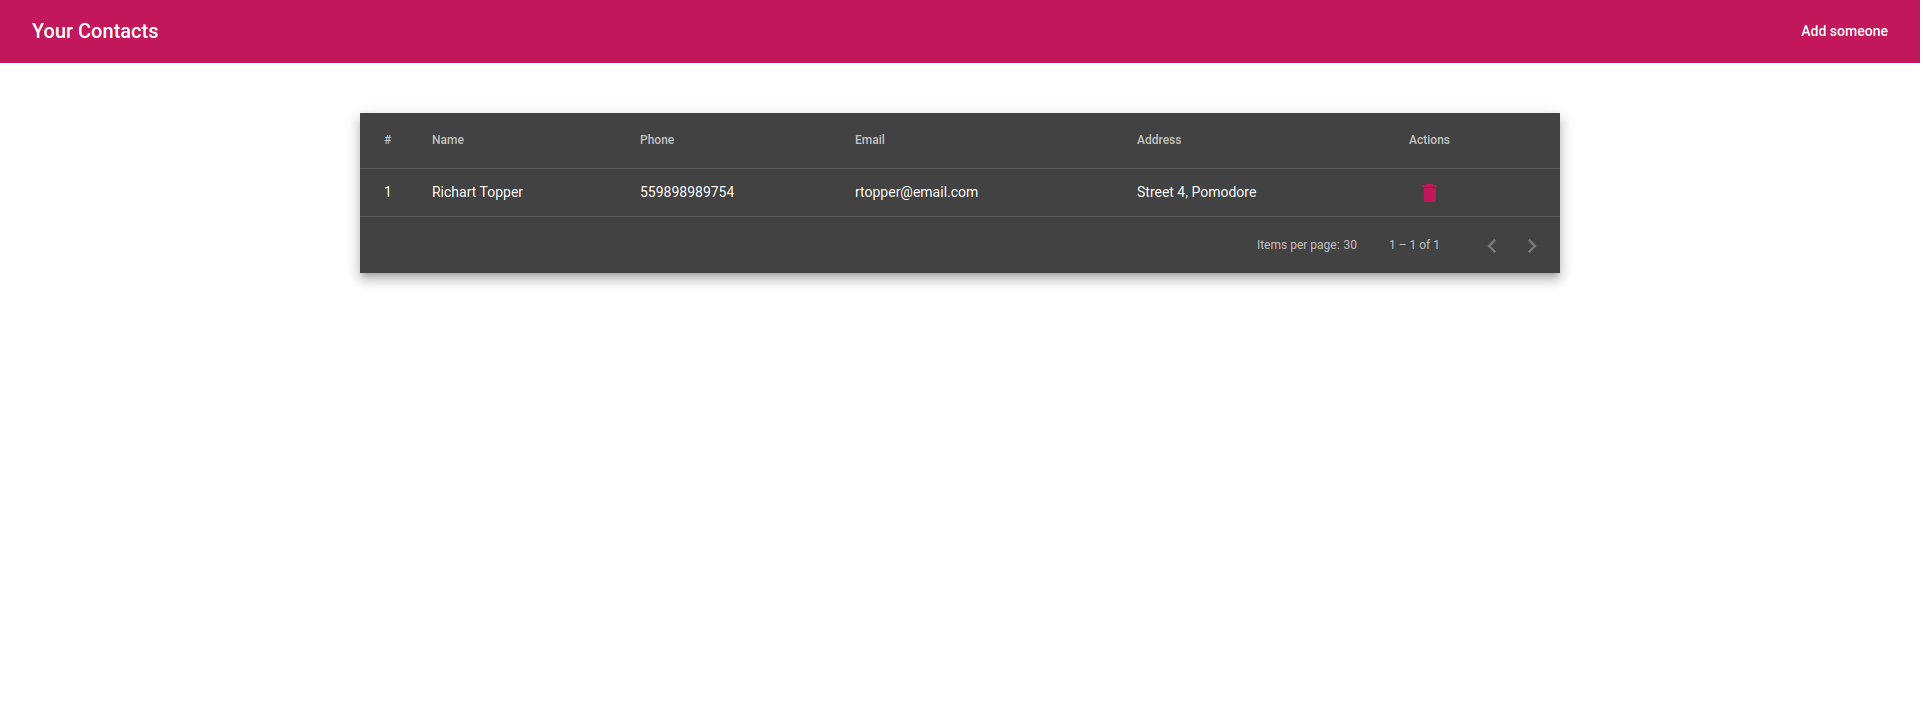 Your Contacts Add someone
# Name Phone Email Address Actions
1 Richart Topper 559898989754 rtopper@email.com Street 4, Pomodore
Items per page: 30 1 – 1 of 1